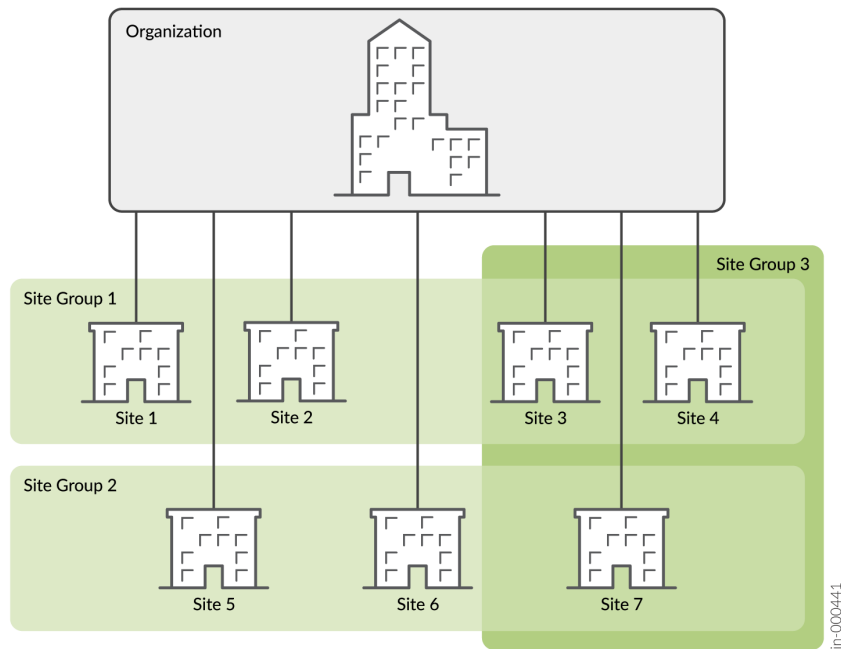 Organization
Site Group 3
Site Group 1
Site 1
Site 2
Site 3
Site 4
Site Group 2
Site 5
Site 6
Site 7
in-000441